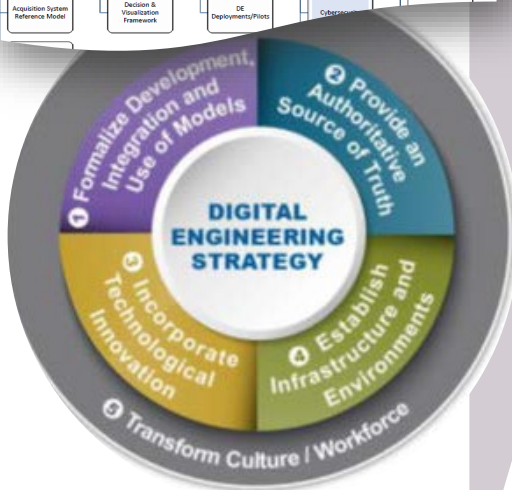 Acquisition System
Reference Model
Decision &
Visualization
Framework
DE
Deployments/Pilots
1 Formalize Development,
Integration and
Use of Models
2 Provide an
Authoritative
Source of Truth
DIGITAL
ENGINEERING
STRATEGY
3 Incorporate
Technological
Innovation
4 Establish
Infrastructure and
Environments
5 Transform Culture / Workforce